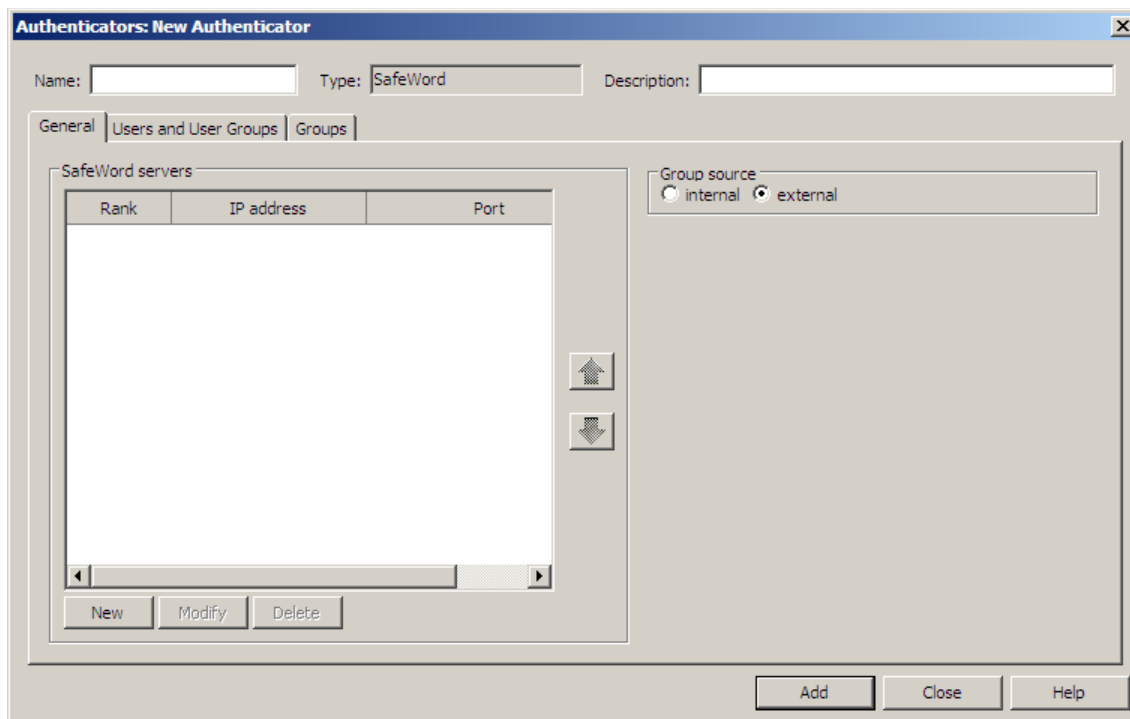 Authenticators: New Authenticator
Name: Type: SafeWord Description:
General Users and User Groups Groups
SafeWord servers
Group source
internal external
Rank IP address Port
New Modify Delete
Add Close Help